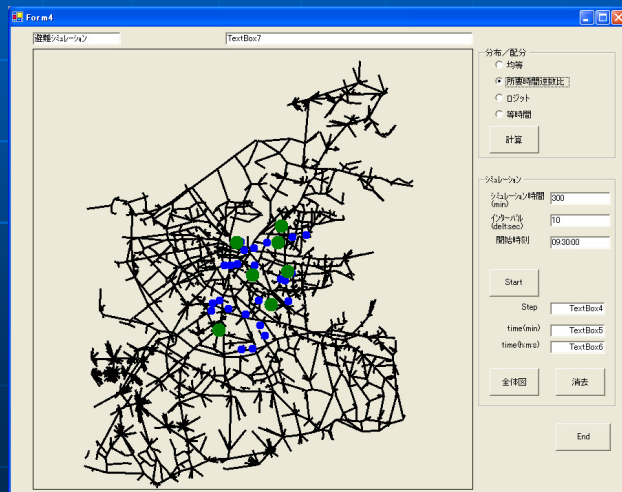 Form4
避難シミュレーション
TextBox7
分布/配分
均等
所要時間逆数比
ロジット
等時間
計算
シミュレーション
シミュレーション時間
(min)
300
インターバル
(delt:sec)
10
開始時刻
09:30:00
Start
Step
TextBox4
time(min)
TextBox5
time(h:m:s)
TextBox6
全体図
消去
End